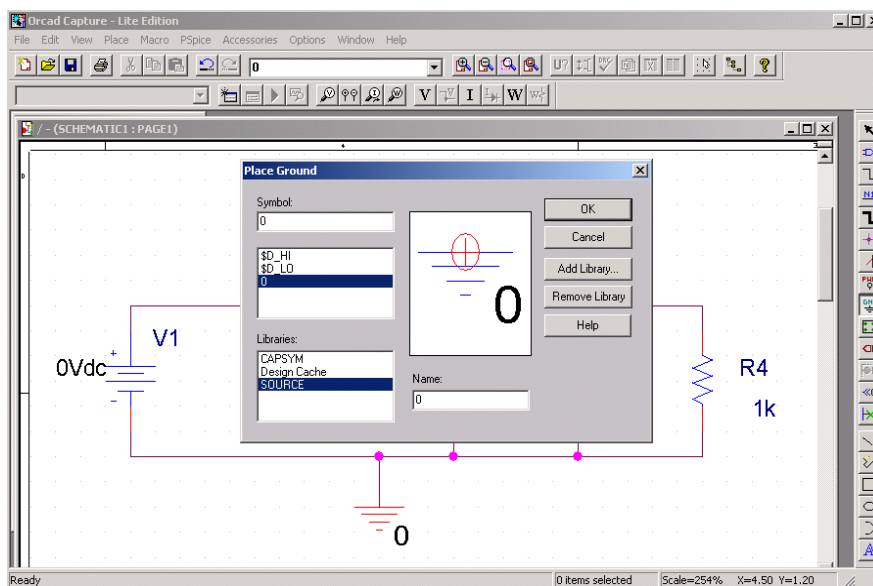 Orcad Capture - Lite Edition
File Edit View Place Macro PSpice Accessories Options Window Help
0
U?
V I W
/ - (SCHEMATIC1 : PAGE1)
Place Ground
Symbol:
0
$D_HI
$D_LO
0
Libraries:
CAPSYM
Design Cache
SOURCE
0
Name:
0
OK
Cancel
Add Library...
Remove Library
Help
V1
0Vdc
+
-
R4
1k
0
Ready
0 items selected
Scale=254%
X=4.50 Y=1.20